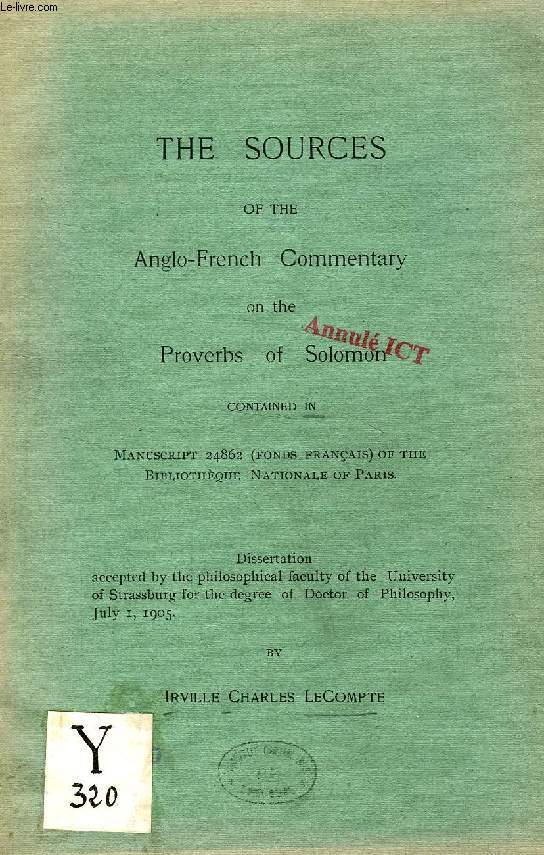 Le-livre.com
THE SOURCES
OF THE
Anglo-French Commentary
on the
Annulé ICT
Proverbs of Solomon
CONTAINED IN
MANUSCRIPT 24862 (FONDS FRANÇAIS) OF THE
BIBLIOTHÈQUE NATIONALE OF PARIS.
Dissertation
accepted by the philosophical faculty of the University
of Strassburg for the degree of Doctor of Philosophy,
July 1, 1905.
BY
IRVILLE CHARLES LECOMPTE
Y
320